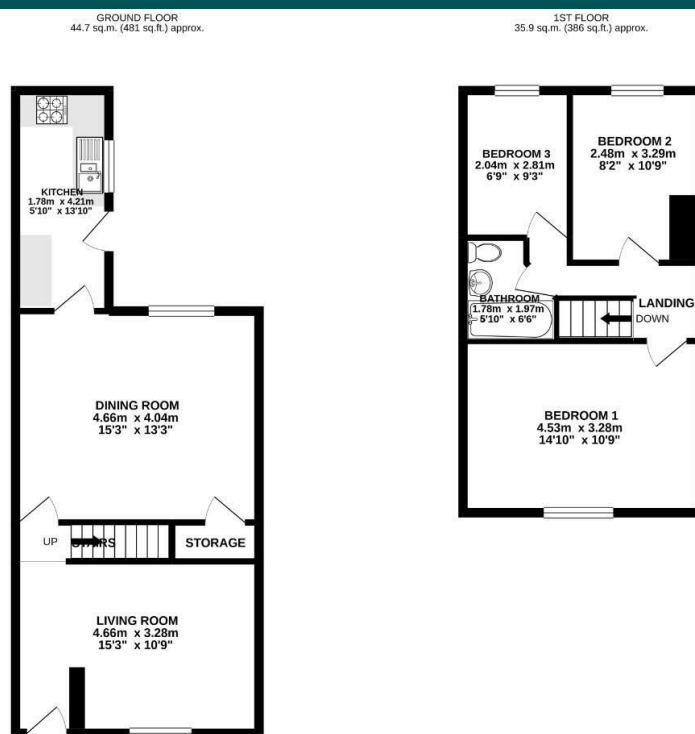 GROUND FLOOR
44.7 sq.m. (481 sq.ft.) approx.
1ST FLOOR
35.9 sq.m. (386 sq.ft.) approx.
KITCHEN
1.78m x 4.21m
5'10" x 13'10"
DINING ROOM
4.66m x 4.04m
15'3" x 13'3"
UP
STAIRS
STORAGE
LIVING ROOM
4.66m x 3.28m
15'3" x 10'9"
BEDROOM 3
2.04m x 2.81m
6'9" x 9'3"
BEDROOM 2
2.48m x 3.29m
8'2" x 10'9"
BATHROOM
1.78m x 1.97m
5'10" x 6'6"
LANDING
DOWN
BEDROOM 1
4.53m x 3.28m
14'10" x 10'9"